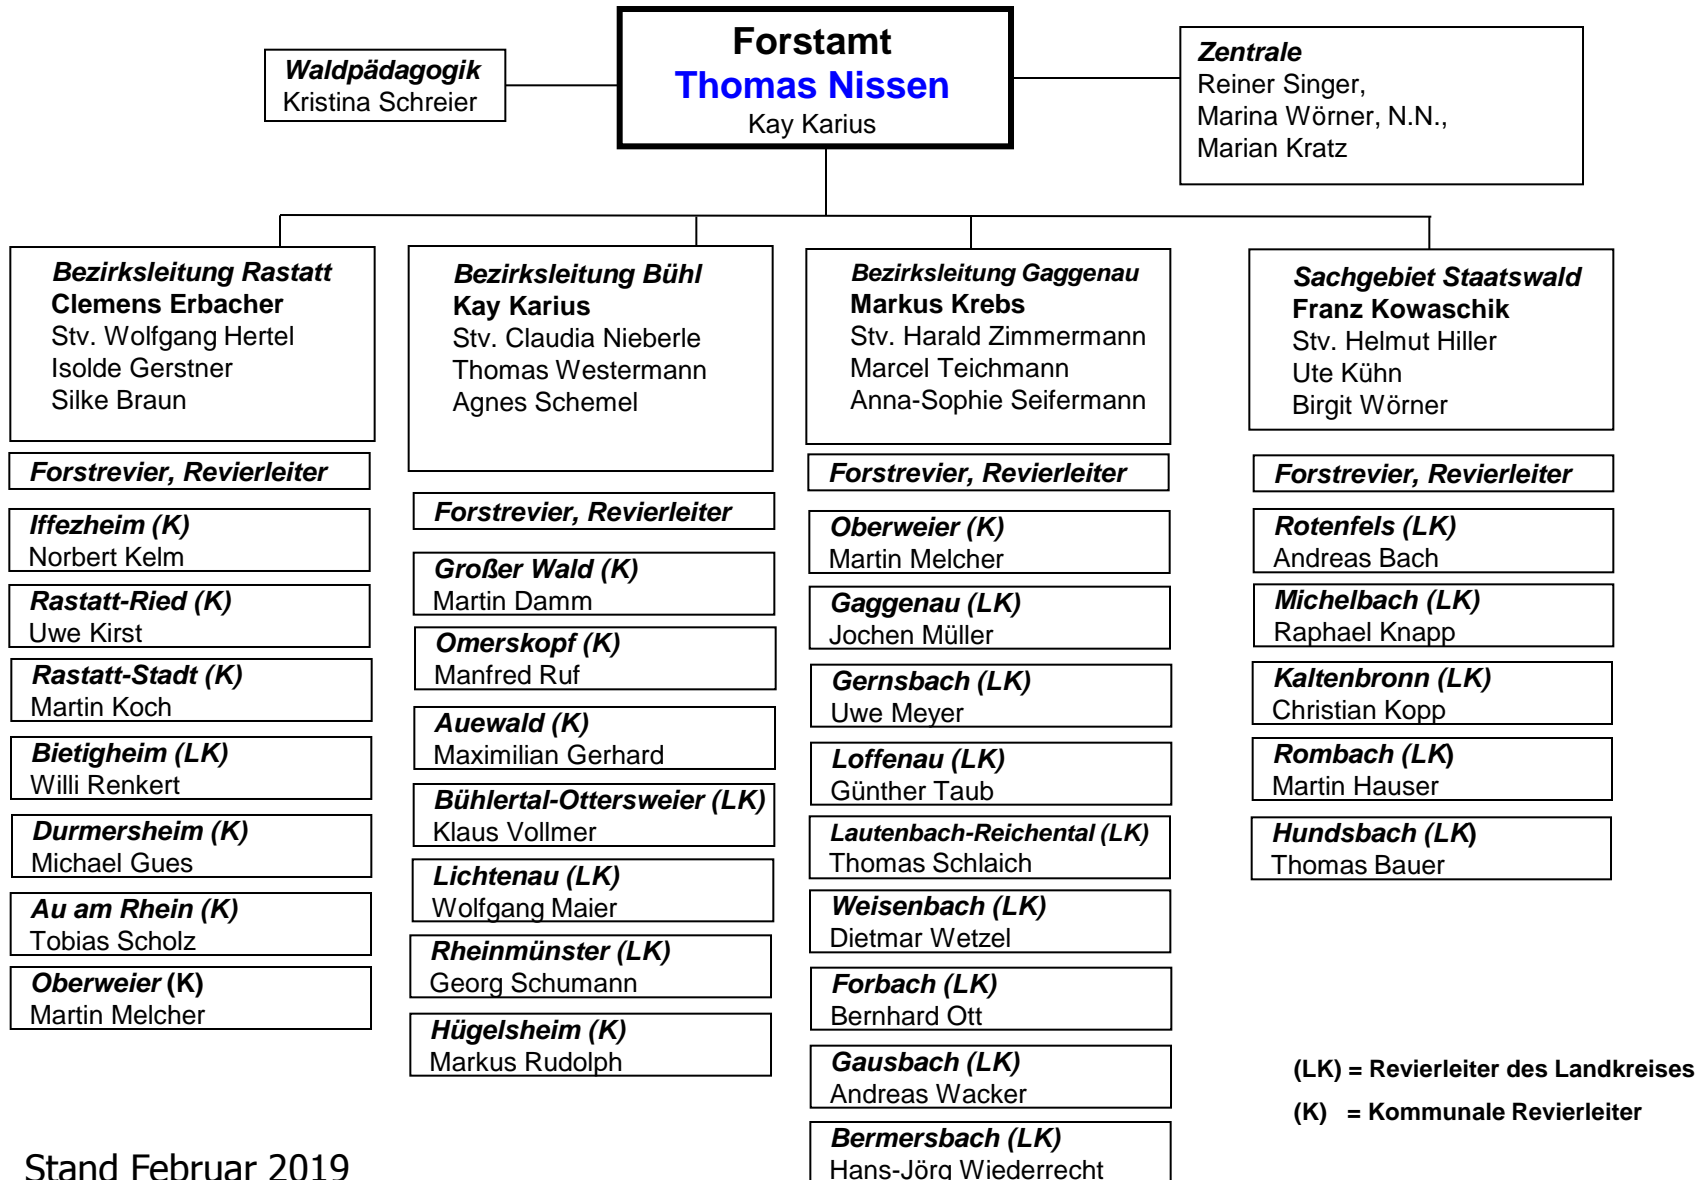 Forstamt
Thomas Nissen
Kay Karius
Waldpädagogik
Kristina Schreier
Zentrale
Reiner Singer,
Marina Wörner, N.N.,
Marian Kratz
Bezirksleitung Rastatt
Clemens Erbacher
Stv. Wolfgang Hertel
Isolde Gerstner
Silke Braun
Forstrevier, Revierleiter
Iffezheim (K)
Norbert Kelm
Rastatt-Ried (K)
Uwe Kirst
Rastatt-Stadt (K)
Martin Koch
Bietigheim (LK)
Willi Renkert
Durmersheim (K)
Michael Gues
Au am Rhein (K)
Tobias Scholz
Oberweier (K)
Martin Melcher
Bezirksleitung Bühl
Kay Karius
Stv. Claudia Nieberle
Thomas Westermann
Agnes Schemel
Forstrevier, Revierleiter
Großer Wald (K)
Martin Damm
Omerskopf (K)
Manfred Ruf
Auewald (K)
Maximilian Gerhard
Bühlertal-Ottersweier (LK)
Klaus Vollmer
Lichtenau (LK)
Wolfgang Maier
Rheinmünster (LK)
Georg Schumann
Hügelsheim (K)
Markus Rudolph
Bezirksleitung Gaggenau
Markus Krebs
Stv. Harald Zimmermann
Marcel Teichmann
Anna-Sophie Seifermann
Forstrevier, Revierleiter
Oberweier (K)
Martin Melcher
Gaggenau (LK)
Jochen Müller
Gernsbach (LK)
Uwe Meyer
Loffenau (LK)
Günther Taub
Lautenbach-Reichental (LK)
Thomas Schlaich
Weisenbach (LK)
Dietmar Wetzel
Forbach (LK)
Bernhard Ott
Gausbach (LK)
Andreas Wacker
Bermersbach (LK)
Hans-Jörg Wiederrecht
Sachgebiet Staatswald
Franz Kowaschik
Stv. Helmut Hiller
Ute Kühn
Birgit Wörner
Forstrevier, Revierleiter
Rotenfels (LK)
Andreas Bach
Michelbach (LK)
Raphael Knapp
Kaltenbronn (LK)
Christian Kopp
Rombach (LK)
Martin Hauser
Hundsbach (LK)
Thomas Bauer
(LK) = Revierleiter des Landkreises
(K) = Kommunale Revierleiter
Stand Februar 2019